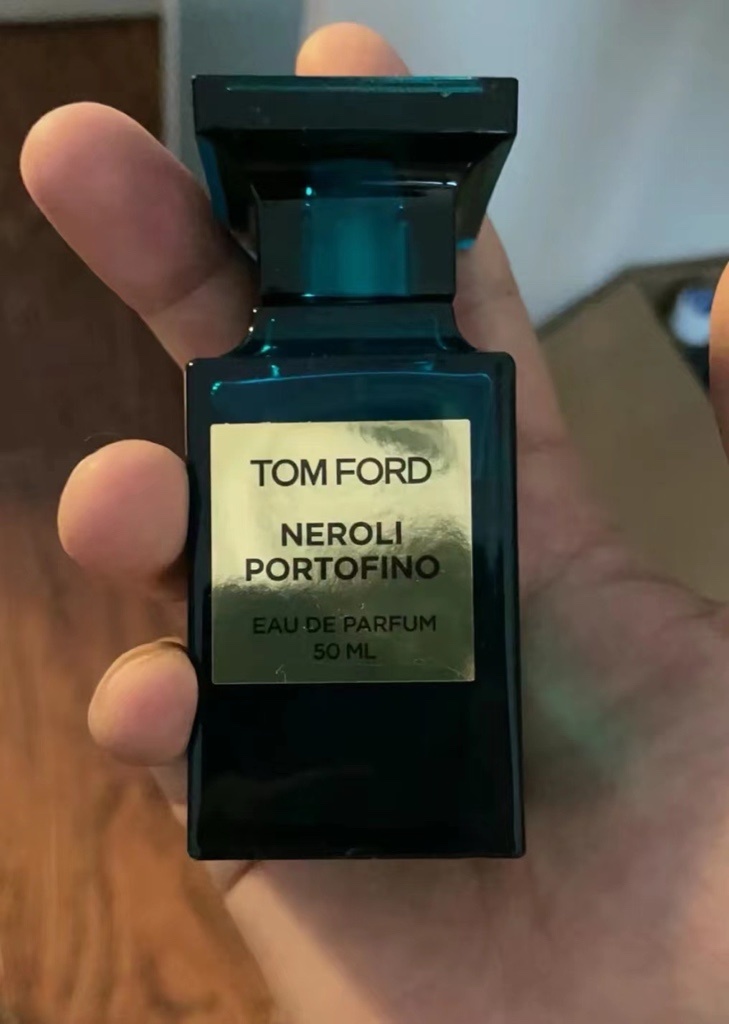 TOM FORD
NEROLI
PORTOFINO
EAU DE PARFUM
50 ML